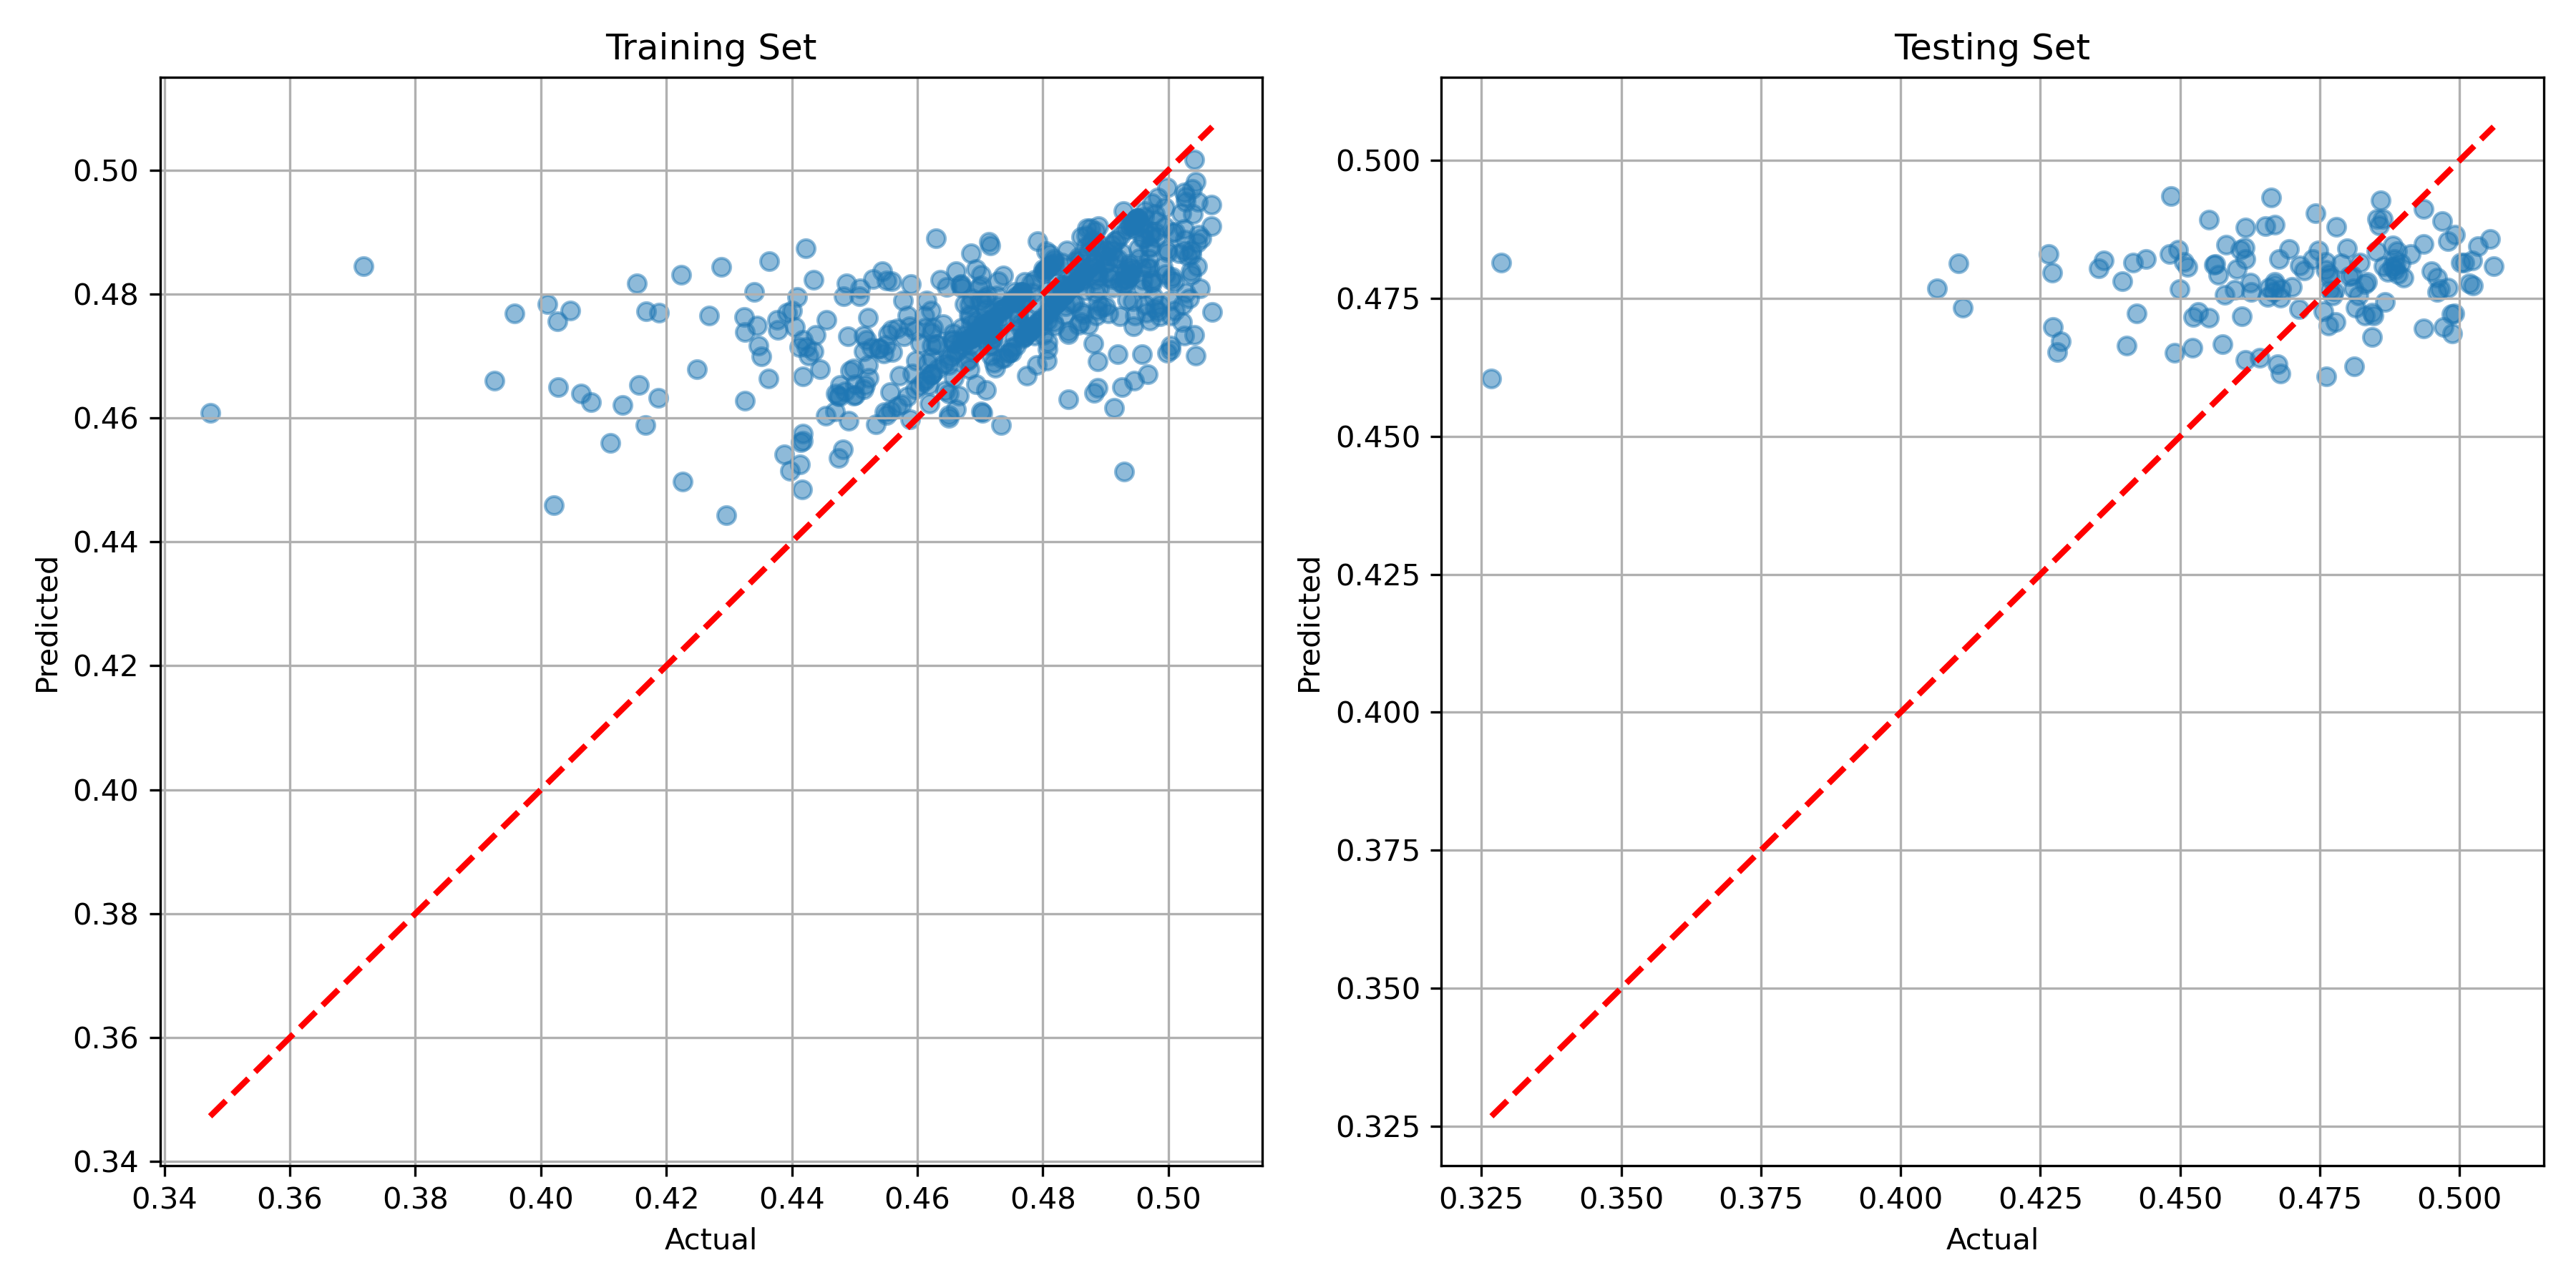 Training Set
Predicted
0.50
0.48
0.46
0.44
0.42
0.40
0.38
0.36
0.34
0.34 0.36 0.38 0.40 0.42 0.44 0.46 0.48 0.50
Actual
Testing Set
Predicted
0.500
0.475
0.450
0.425
0.400
0.375
0.350
0.325
0.325 0.350 0.375 0.400 0.425 0.450 0.475 0.500
Actual